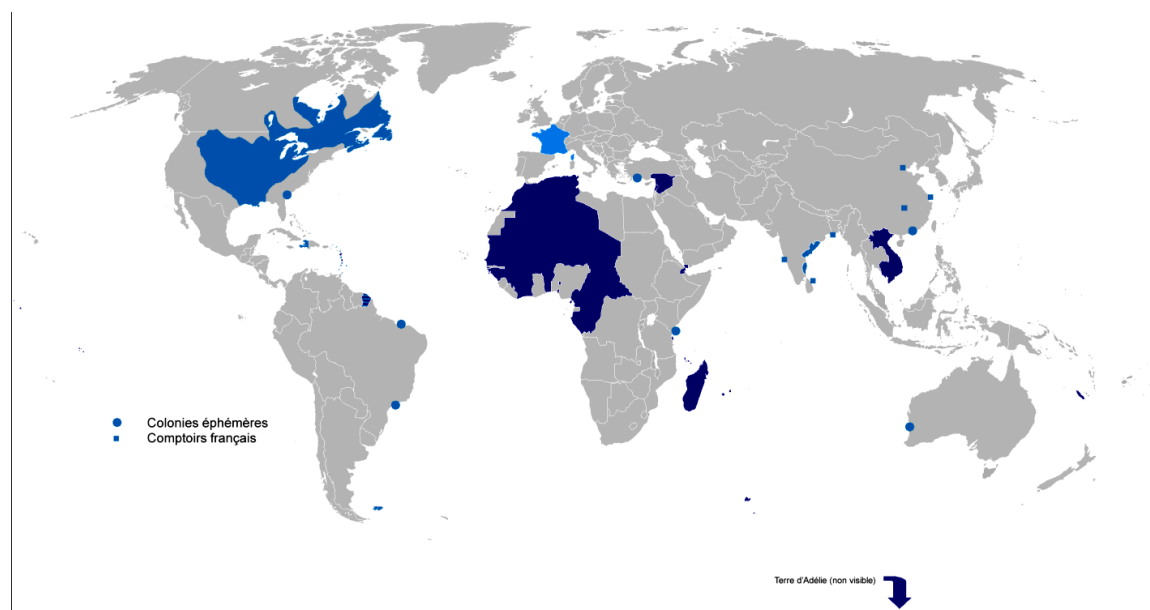 Colonies éphémères
Comptoirs français
Terre d'Adélie (non visible)